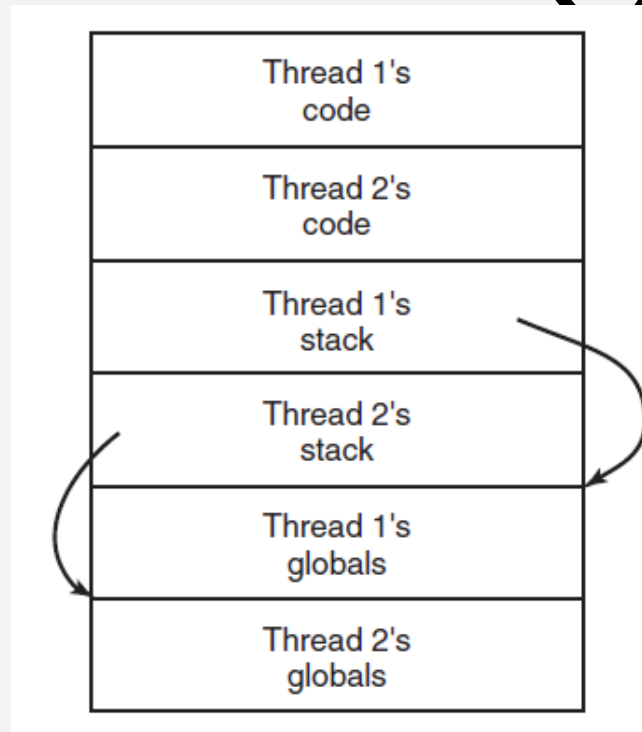 Thread 1's
code
Thread 2's
code
Thread 1's
stack
Thread 2's
stack
Thread 1's
globals
Thread 2's
globals